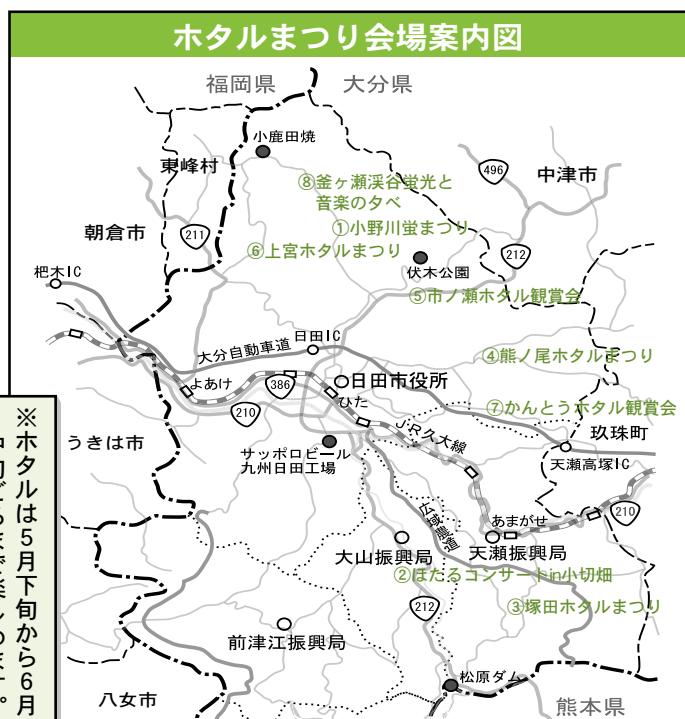 ホタルまつり会場案内図
福岡県
大分県
小鹿田焼
東峰村
⑧釜ヶ瀬渓谷蛍光と
音楽の夕べ
496
中津市
①小野川蛍まつり
朝倉市
211
⑥上宮ホタルまつり
212
伏木公園
杷木IC
⑤市ノ瀬ホタル観賞会
大分自動車道
日田IC
④熊ノ尾ホタルまつり
よあけ
386
日田市役所
ひた
210
⑦かんとうホタル観賞会
JR久大線
玖珠町
うきは市
サッポロビール
九州日田工場
天瀬高塚IC
広域農道
あまがせ
210
大山振興局
天瀬振興局
②ほたるコンサートin小切畑
212
③塚田ホタルまつり
前津江振興局
松原ダム
八女市
熊本県
※ホタルは5月下旬から6月